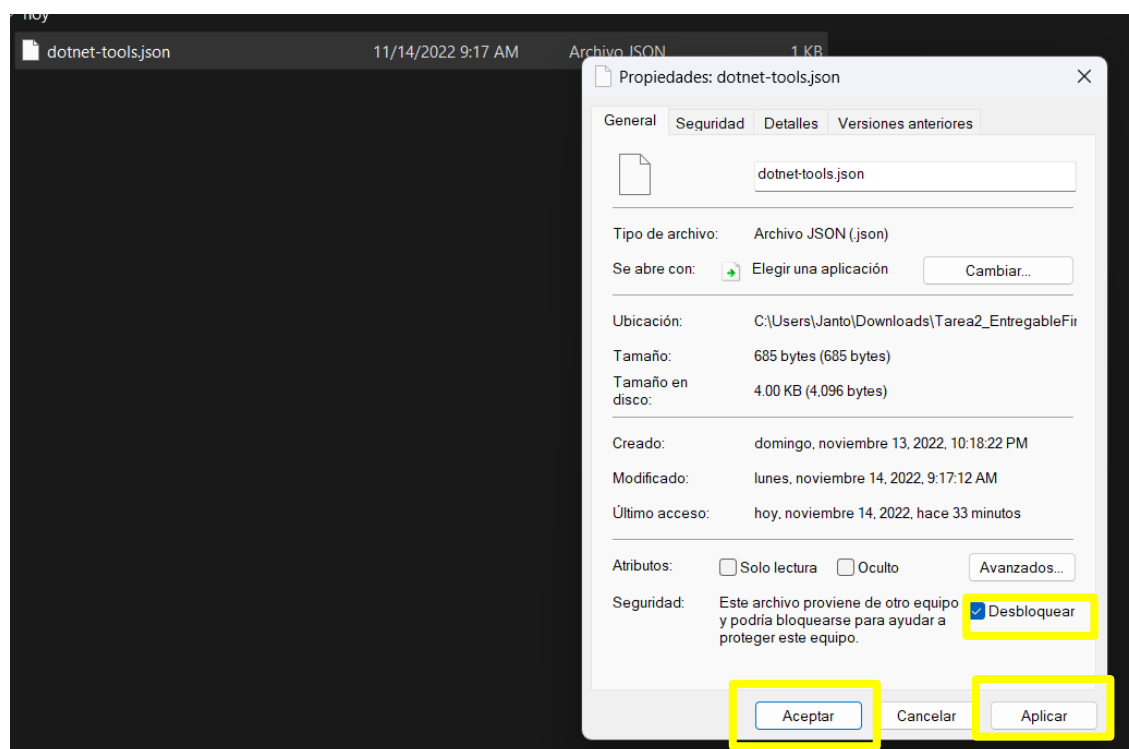 hoy
dotnet-tools.json 11/14/2022 9:17 AM Archivo JSON 1 KB
Propiedades: dotnet-tools.json
General Seguridad Detalles Versiones anteriores
dotnet-tools.json
Tipo de archivo: Archivo JSON (.json)
Se abre con: Elegir una aplicación Cambiar...
Ubicación: C:\Users\Janto\Downloads\Tarea2_EntregableFir
Tamaño: 685 bytes (685 bytes)
Tamaño en
disco: 4.00 KB (4,096 bytes)
Creado: domingo, noviembre 13, 2022, 10:18:22 PM
Modificado: lunes, noviembre 14, 2022, 9:17:12 AM
Último acceso: hoy, noviembre 14, 2022, hace 33 minutos
Atributos: Solo lectura Oculto Avanzados...
Seguridad: Este archivo proviene de otro equipo Desbloquear
y podría bloquearse para ayudar a
proteger este equipo.
Aceptar Cancelar Aplicar